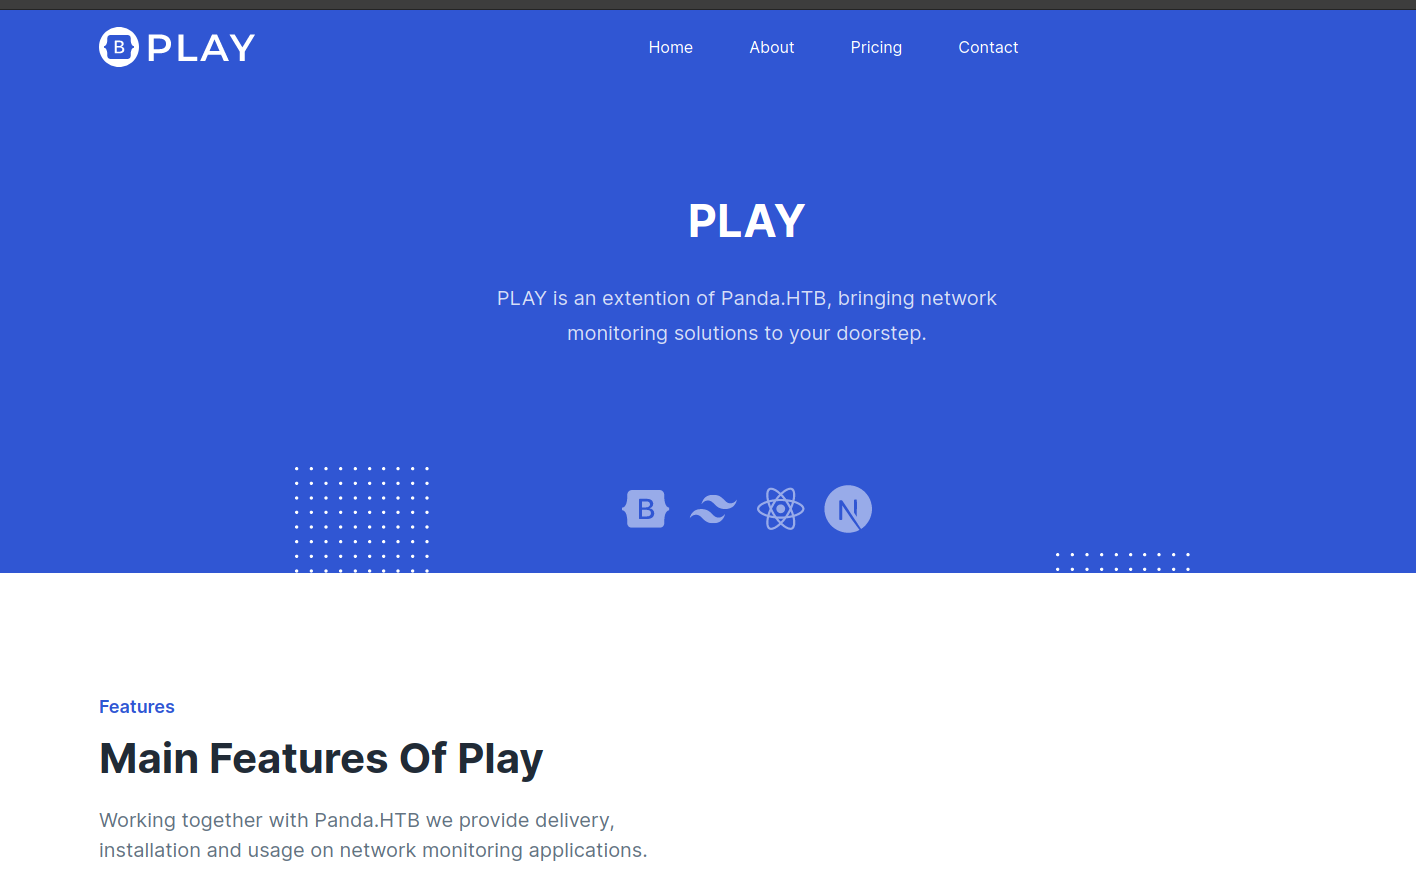 B PLAY
Home About Pricing Contact
PLAY
PLAY is an extention of Panda.HTB, bringing network
monitoring solutions to your doorstep.
B N
Features
Main Features Of Play
Working together with Panda.HTB we provide delivery,
installation and usage on network monitoring applications.